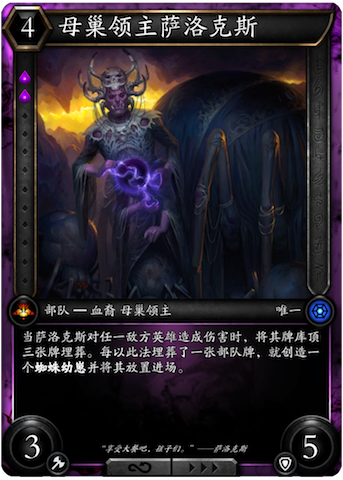 4 母巢领主萨洛克斯
部队 — 血裔 母巢领主 唯一
当萨洛克斯对任一敌方英雄造成伤害时，将其牌库顶
三张牌埋葬。每以此法埋葬了一张部队牌，就创造一
个蜘蛛幼崽并将其放置进场。
“享受大餐吧，孩子们。”——萨洛克斯
3 5